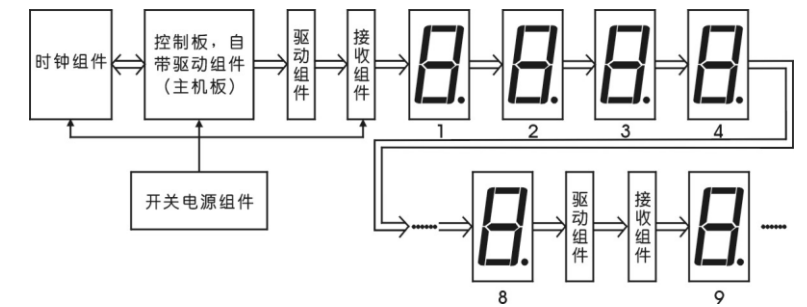 时钟组件
控制板，自
带驱动组件
（主机板）
驱动组件
接收组件
1
2
3
4
开关电源组件
······
8
驱动组件
接收组件
9
······